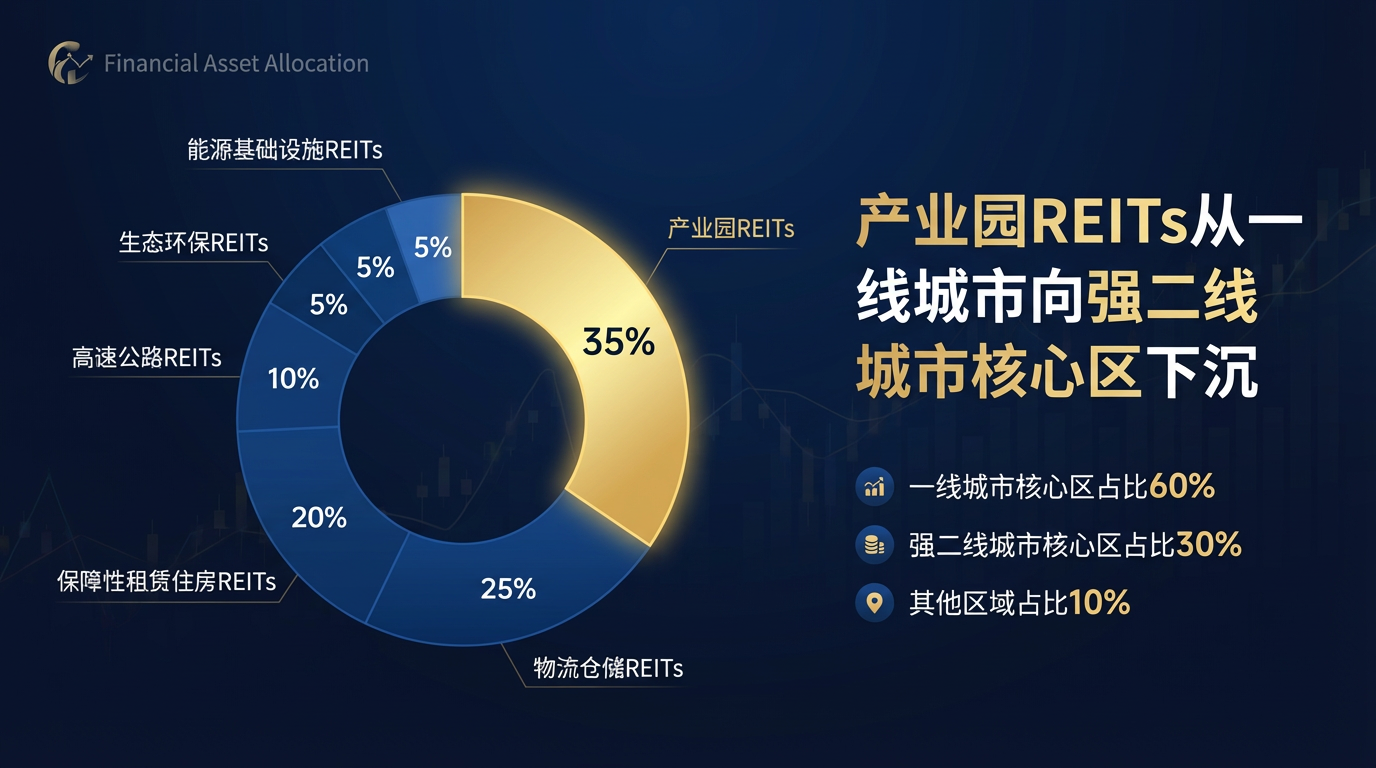 Financial Asset Allocation
能源基础设施REITs
生态环保REITs
高速公路REITs
保障性租赁住房REITs
物流仓储REITs
产业园REITs
5%
5%
5%
10%
20%
25%
35%
产业园REITs从一
线城市向强二线
城市核心区下沉
一线城市核心区占比60%
强二线城市核心区占比30%
其他区域占比10%